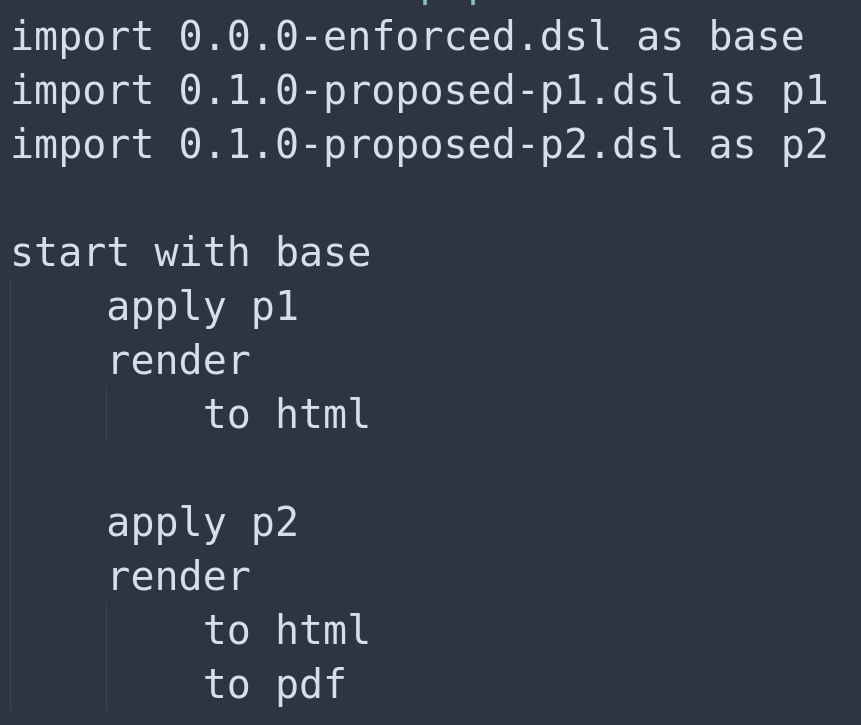 import 0.0.0-enforced.dsl as base
import 0.1.0-proposed-p1.dsl as p1
import 0.1.0-proposed-p2.dsl as p2

start with base
    apply p1
    render
        to html

    apply p2
    render
        to html
        to pdf